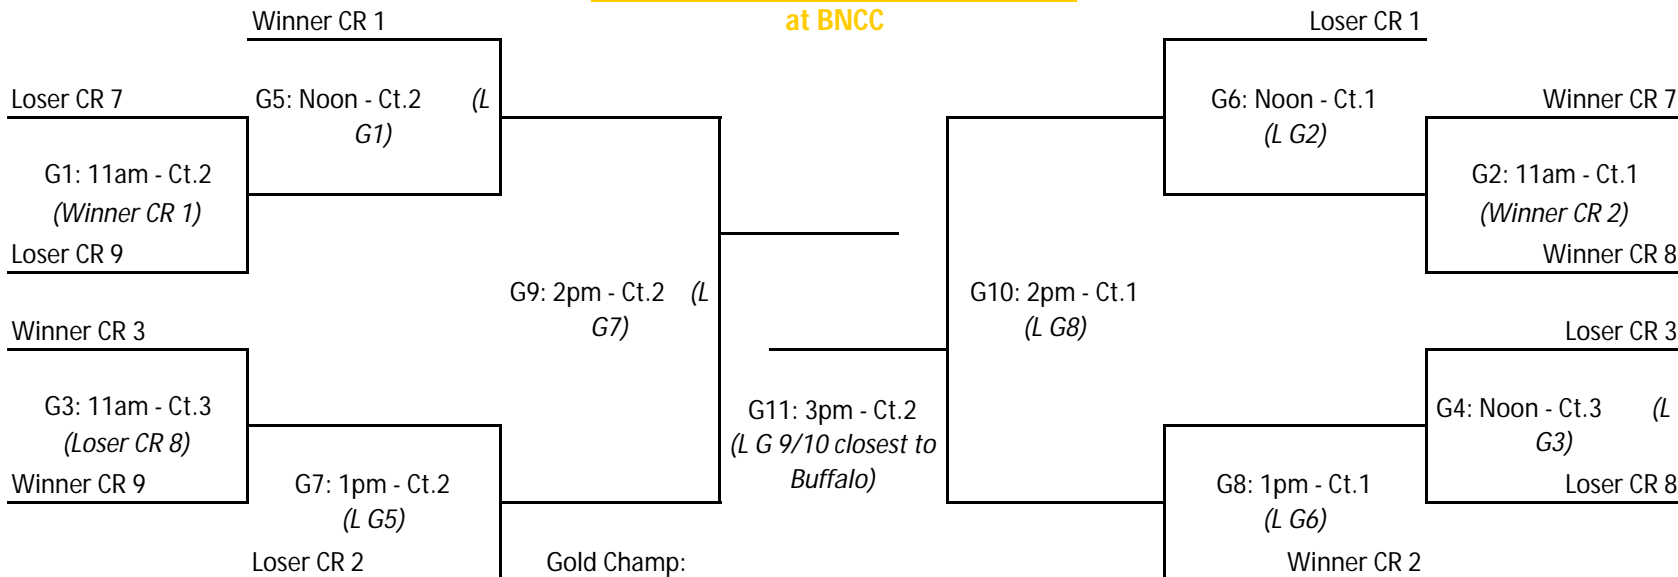 at BNCC
Winner CR 1
Loser CR 1
Loser CR 7
G5: Noon - Ct.2 (L
G1)
G6: Noon - Ct.1
(L G2)
Winner CR 7
G1: 11am - Ct.2
(Winner CR 1)
G2: 11am - Ct.1
(Winner CR 2)
Loser CR 9
Winner CR 8
G9: 2pm - Ct.2 (L
G7)
G10: 2pm - Ct.1
(L G8)
Winner CR 3
Loser CR 3
G3: 11am - Ct.3
(Loser CR 8)
G11: 3pm - Ct.2
(L G 9/10 closest to
Buffalo)
G4: Noon - Ct.3 (L
G3)
Winner CR 9
G7: 1pm - Ct.2
(L G5)
G8: 1pm - Ct.1
(L G6)
Loser CR 8
Loser CR 2
Gold Champ:
Winner CR 2